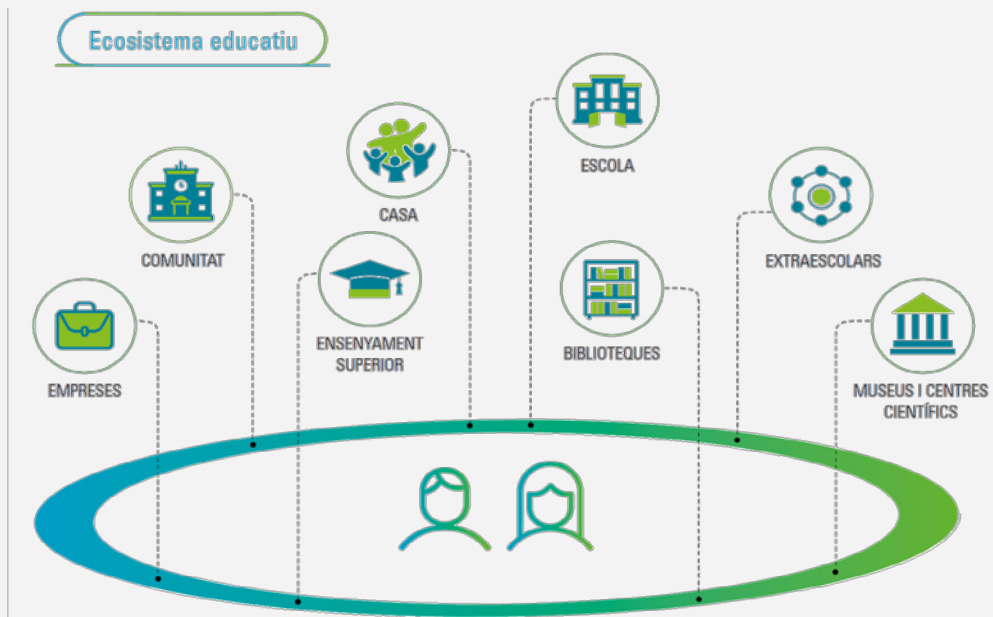 Ecosistema educatiu
ESCOLA
CASA
COMUNITAT
EXTRAESCOLARS
ENSENYAMENT
SUPERIOR
BIBLIOTEQUES
EMPRESES
MUSEUS I CENTRES
CIENTÍFICS